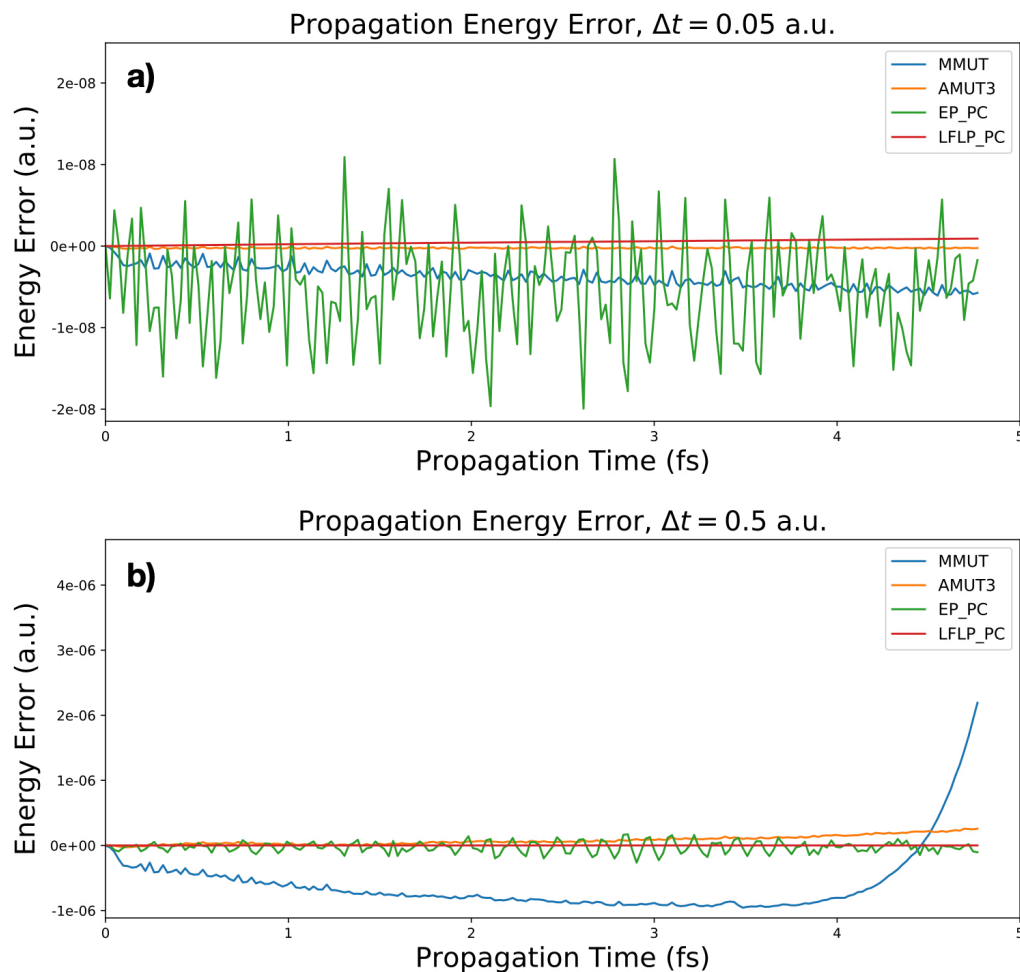 Propagation Energy Error, Δt = 0.05 a.u.
a)
MMUT
AMUT3
EP_PC
LFLP_PC
2e-08
1e-08
0e+00
-1e-08
-2e-08
Energy Error (a.u.)
0 1 2 3 4 5
Propagation Time (fs)
Propagation Energy Error, Δt = 0.5 a.u.
b)
MMUT
AMUT3
EP_PC
LFLP_PC
4e-06
3e-06
2e-06
1e-06
0e+00
-1e-06
Energy Error (a.u.)
0 1 2 3 4 5
Propagation Time (fs)